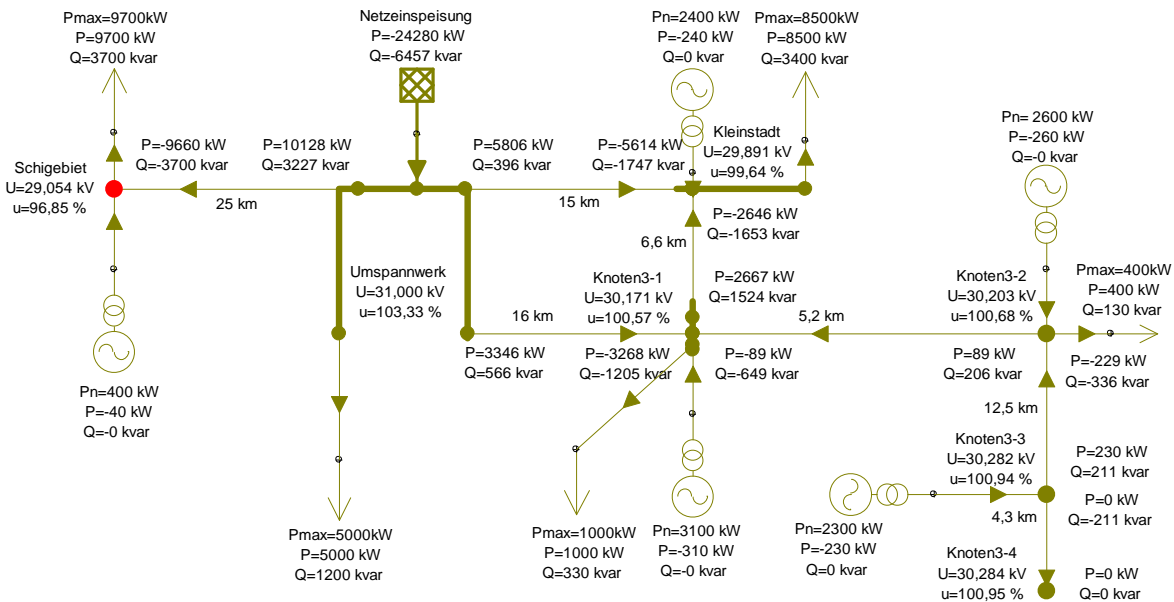 Pmax=9700kW
P=9700 kW
Q=3700 kvar
Netzeinspeisung
P=-24280 kW
Q=-6457 kvar
Pn=2400 kW
P=-240 kW
Q=0 kvar
Pmax=8500kW
P=8500 kW
Q=3400 kvar
Pn= 2600 kW
P=-260 kW
Q=-0 kvar
Schigebiet
U=29,054 kV
u=96,85 %
P=-9660 kW
Q=-3700 kvar
P=10128 kW
Q=3227 kvar
P=5806 kW
Q=396 kvar
P=-5614 kW
Q=-1747 kvar
Kleinstadt
U=29,891 kV
u=99,64 %
25 km
15 km
P=-2646 kW
Q=-1653 kvar
6,6 km
Umspannwerk
U=31,000 kV
u=103,33 %
Knoten3-1
U=30,171 kV
u=100,57 %
P=2667 kW
Q=1524 kvar
Knoten3-2
U=30,203 kV
u=100,68 %
Pmax=400kW
P=400 kW
Q=130 kvar
16 km
5,2 km
P=3346 kW
Q=566 kvar
P=-3268 kW
Q=-1205 kvar
P=-89 kW
Q=-649 kvar
P=89 kW
Q=206 kvar
P=-229 kW
Q=-336 kvar
Pn=400 kW
P=-40 kW
Q=-0 kvar
12,5 km
Knoten3-3
U=30,282 kV
u=100,94 %
P=230 kW
Q=211 kvar
P=0 kW
Q=-211 kvar
4,3 km
Pmax=5000kW
P=5000 kW
Q=1200 kvar
Pmax=1000kW
P=1000 kW
Q=330 kvar
Pn=3100 kW
P=-310 kW
Q=-0 kvar
Pn=2300 kW
P=-230 kW
Q=0 kvar
Knoten3-4
U=30,284 kV
u=100,95 %
P=0 kW
Q=0 kvar